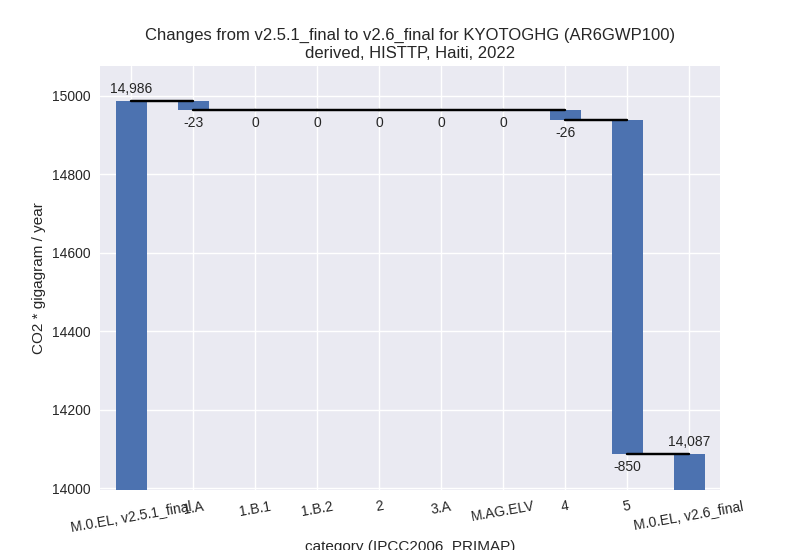 Changes from v2.5.1_final to v2.6_final for KYOTOGHG (AR6GWP100)
derived, HISTTP, Haiti, 2022
CO2 * gigagram / year
15000
14800
14600
14400
14200
14000
14,986
-23
0
0
0
0
0
-26
-850
14,087
M.0.EL, v2.5.1_final
1.A
1.B.1
1.B.2
2
3.A
M.AG.ELV
4
5
M.0.EL, v2.6_final
category (IPCC2006_PRIMAP)